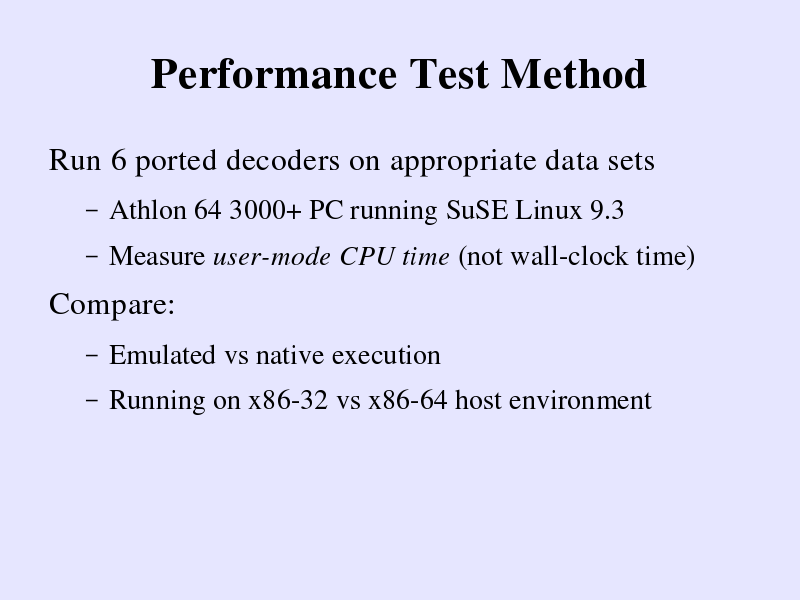 Performance Test Method
Run 6 ported decoders on appropriate data sets
– Athlon 64 3000+ PC running SuSE Linux 9.3
– Measure user-mode CPU time (not wall-clock time)
Compare:
– Emulated vs native execution
– Running on x86-32 vs x86-64 host environment